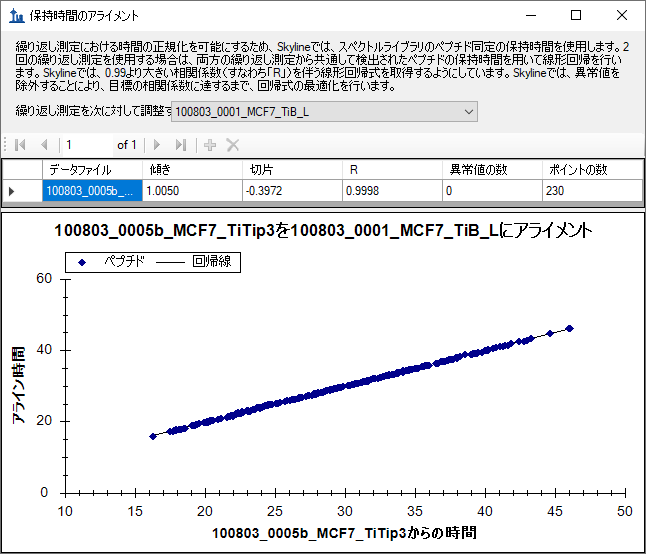 保持時間のアライメント
繰り返し測定における時間の正規化を可能にするため、Skylineでは、スペクトルライブラリのペプチド同定の保持時間を使用します。2
回の繰り返し測定を使用する場合は、両方の繰り返し測定から共通して検出されたペプチドの保持時間を用いて線形回帰を行い
ます。Skylineでは、0.99より大きい相関係数(すなわち「R」)を伴う線形回帰式を取得するようにしています。Skylineでは、異常値を
除外することにより、目標の相関係数に達するまで、回帰式の最適化を行います。
繰り返し測定を次に対して調整す 100803_0001_MCF7_TiB_L
1 of 1
データファイル 傾き 切片 R 異常値の数 ポイントの数
100803_0005b_... 1.0050 -0.3972 0.9998 0 230
100803_0005b_MCF7_TiTip3を100803_0001_MCF7_TiB_Lにアライメント
ペプチド 回帰線
60
40
20
0
アライン時間
10 15 20 25 30 35 40 45 50
100803_0005b_MCF7_TiTip3からの時間